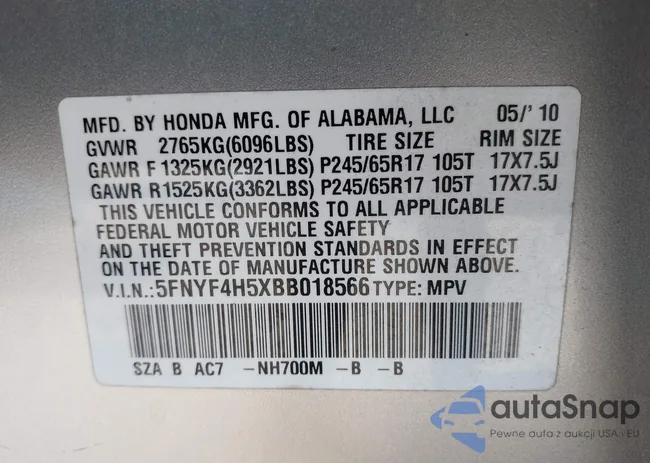 MFD. BY HONDA MFG. OF ALABAMA, LLC 05/' 10
GVWR 2765KG(6096LBS) TIRE SIZE RIM SIZE
GAWR F 1325KG(2921LBS) P245/65R17 105T 17X7.5J
GAWR R1525KG(3362LBS) P245/65R17 105T 17X7.5J
THIS VEHICLE CONFORMS TO ALL APPLICABLE
FEDERAL MOTOR VEHICLE SAFETY
AND THEFT PREVENTION STANDARDS IN EFFECT
ON THE DATE OF MANUFACTURE SHOWN ABOVE.
V.I.N.:5FNYF4H5XBB018566 TYPE: MPV
SZA B AC7 -NH700M -B -B
autaSnap
Pewne auta z aukcji USA i EU